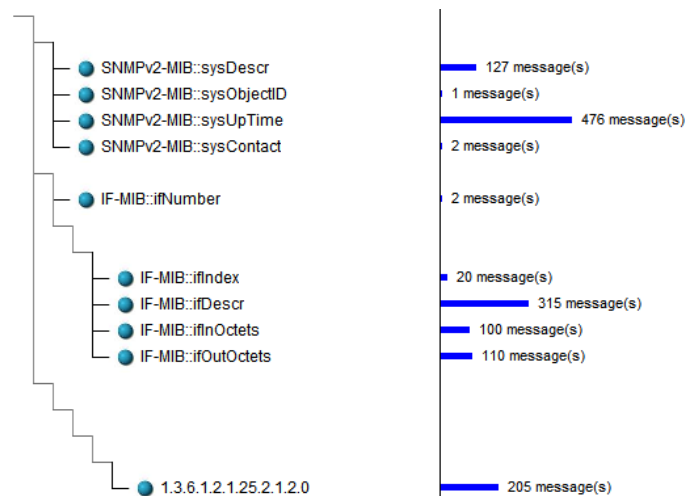 SNMPv2-MIB::sysDescr 127 message(s)
SNMPv2-MIB::sysObjectID 1 message(s)
SNMPv2-MIB::sysUpTime 476 message(s)
SNMPv2-MIB::sysContact 2 message(s)
IF-MIB::ifNumber 2 message(s)
IF-MIB::ifIndex 20 message(s)
IF-MIB::ifDescr 315 message(s)
IF-MIB::ifInOctets 100 message(s)
IF-MIB::ifOutOctets 110 message(s)
1.3.6.1.2.1.25.2.1.2.0 205 message(s)